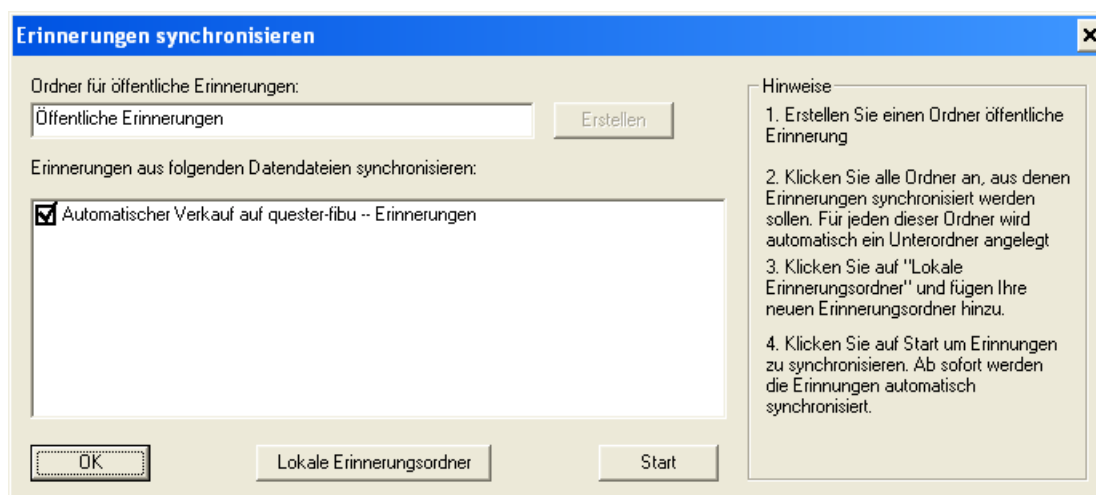 Erinnerungen synchronisieren
Ordner für öffentliche Erinnerungen:
Öffentliche Erinnerungen
Erstellen
Erinnerungen aus folgenden Datendateien synchronisieren:
Automatischer Verkauf auf quester-fibu -- Erinnerungen
OK
Lokale Erinnerungsordner
Start
Hinweise
1. Erstellen Sie einen Ordner öffentliche
Erinnerung
2. Klicken Sie alle Ordner an, aus denen
Erinnerungen synchronisiert werden
sollen. Für jeden dieser Ordner wird
automatisch ein Unterordner angelegt
3. Klicken Sie auf "Lokale
Erinnerungsordner" und fügen Ihre
neuen Erinnerungsordner hinzu.
4. Klicken Sie auf Start um Erinnungen
zu synchronisieren. Ab sofort werden
die Erinnungen automatisch
synchronisiert.